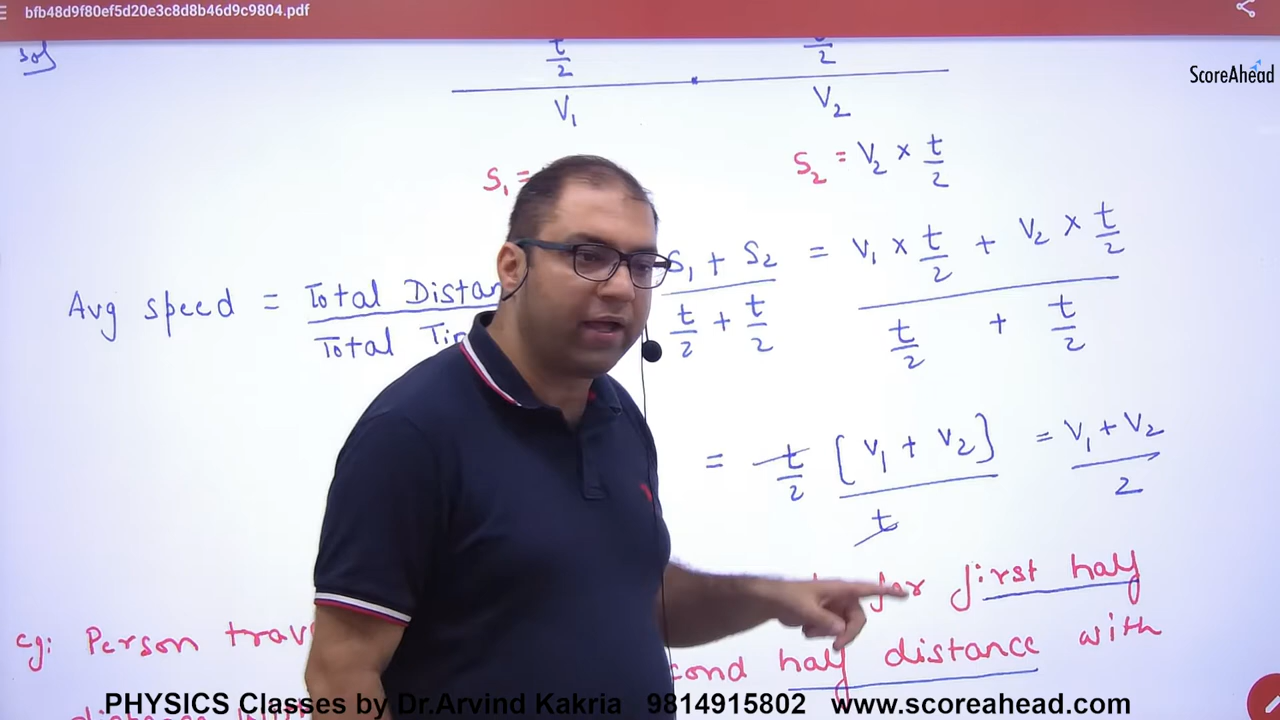 bfb48d9f80ef5d20e3c8d8b46d9c9804.pdf
ScoreAhead
sol
t/2 t/2
V₁ V₂
S₁ = S₂ = V₂ × t/2
Avg speed = Total Distan / Total Ti S₁ + S₂ / t/2 + t/2 = V₁ × t/2 + V₂ × t/2 / t/2 + t/2
= t/2 [V₁ + V₂] / t = V₁ + V₂ / 2
eg: Person trav for first half
cond half distance with
PHYSICS Classes by Dr.Arvind Kakria 9814915802 www.scoreahead.com